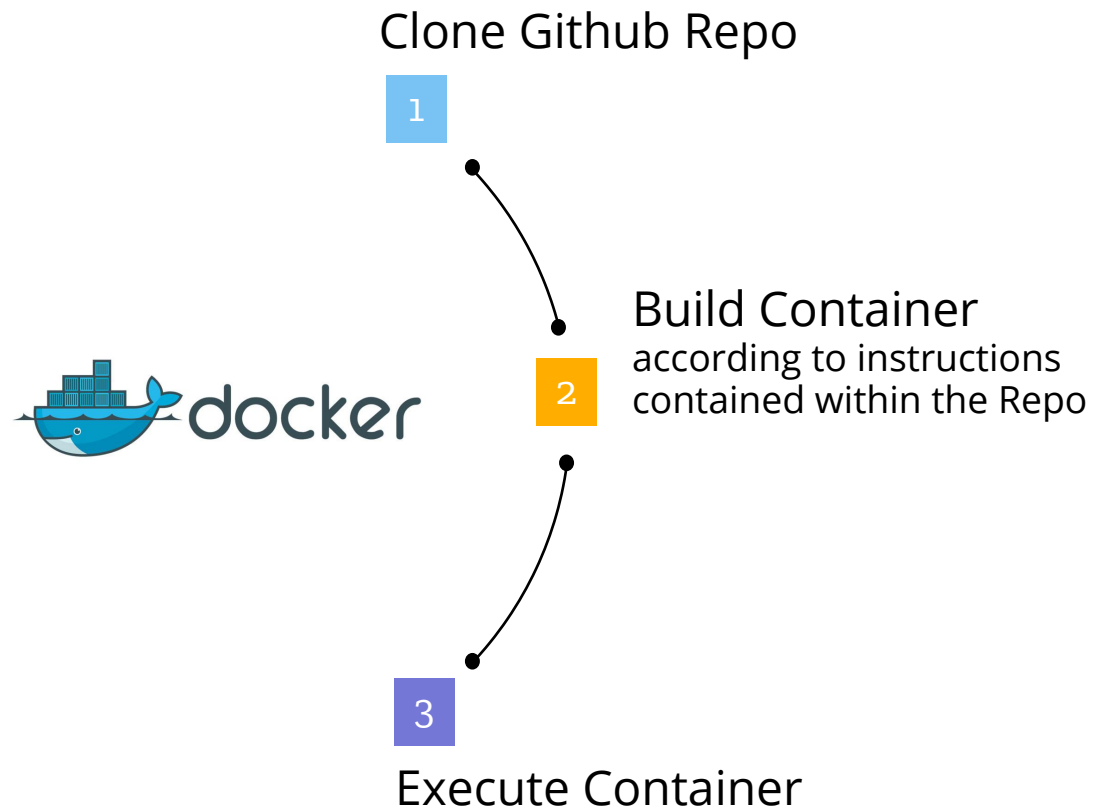 Clone Github Repo
1
Build Container
according to instructions
contained within the Repo
2
docker
3
Execute Container